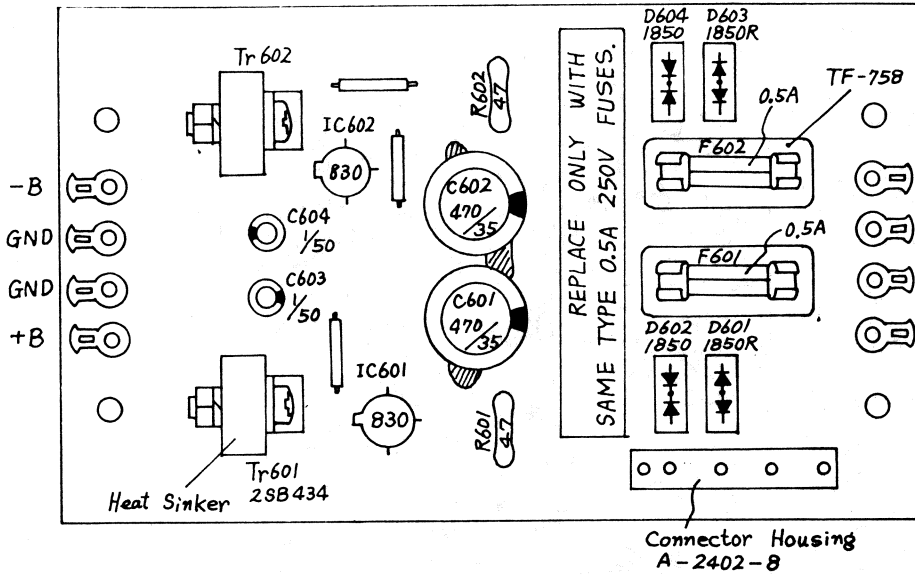 D604
1850
D603
1850R
Tr602
TF-758
0.5A
R602
47
REPLACE ONLY WITH
SAME TYPE 0.5A 250V FUSES.
IC602
830
F602
-B
C602
470
/35
C604
1/50
GND
0.5A
F601
C603
1/50
GND
C601
470
/35
+B
D602
1850
D601
1850R
IC601
830
R601
47
Tr601
2SB434
Heat Sinker
Connector Housing
A-2402-8